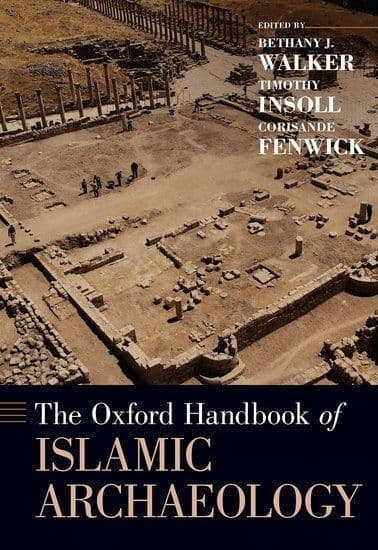 EDITED BY
BETHANY J.
WALKER
TIMOTHY
INSOLL
CORISANDE
FENWICK
The Oxford Handbook of
ISLAMIC
ARCHAEOLOGY